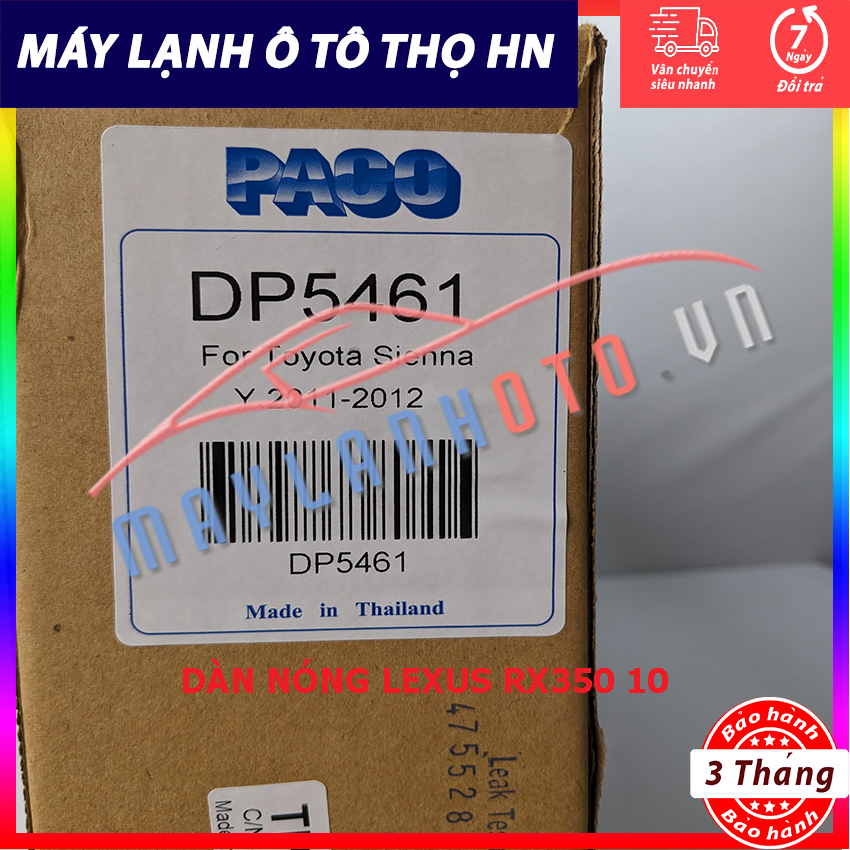 MÁY LẠNH Ô TÔ THỌ HN
Vân chuyển
siêu nhanh
7
Ngày
Đổi trả
PACO
DP5461
For Toyota Sienna
Y.2011-2012
MAYLANHOTO.VN
DP5461
Made in Thailand
DÀN NÓNG LEXUS RX350 10
475528
Leak
C/N
Made
Bảo hành
3 Tháng
Bảo hành